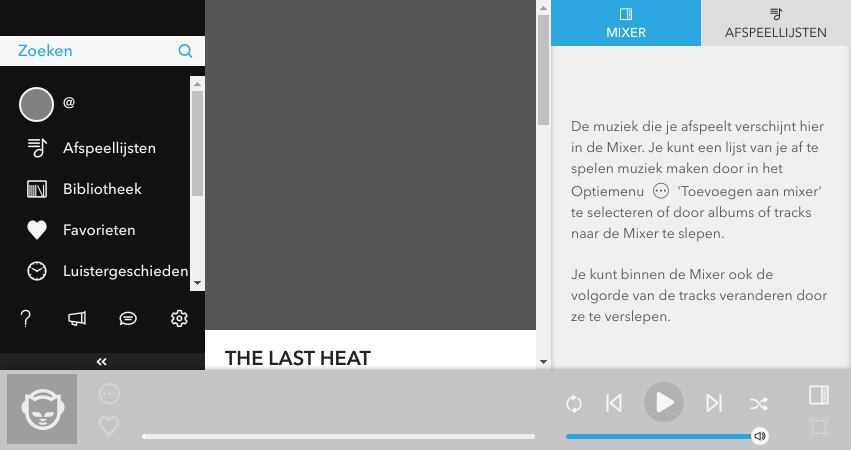 Zoeken
@
Afspeellijsten
Bibliotheek
Favorieten
Luistergeschieden
THE LAST HEAT
MIXER
AFSPEELLIJSTEN
De muziek die je afspeelt verschijnt hier
in de Mixer. Je kunt een lijst van je af te
spelen muziek maken door in het
Optiemenu 'Toevoegen aan mixer'
te selecteren of door albums of tracks
naar de Mixer te slepen.
Je kunt binnen de Mixer ook de
volgorde van de tracks veranderen door
ze te verslepen.